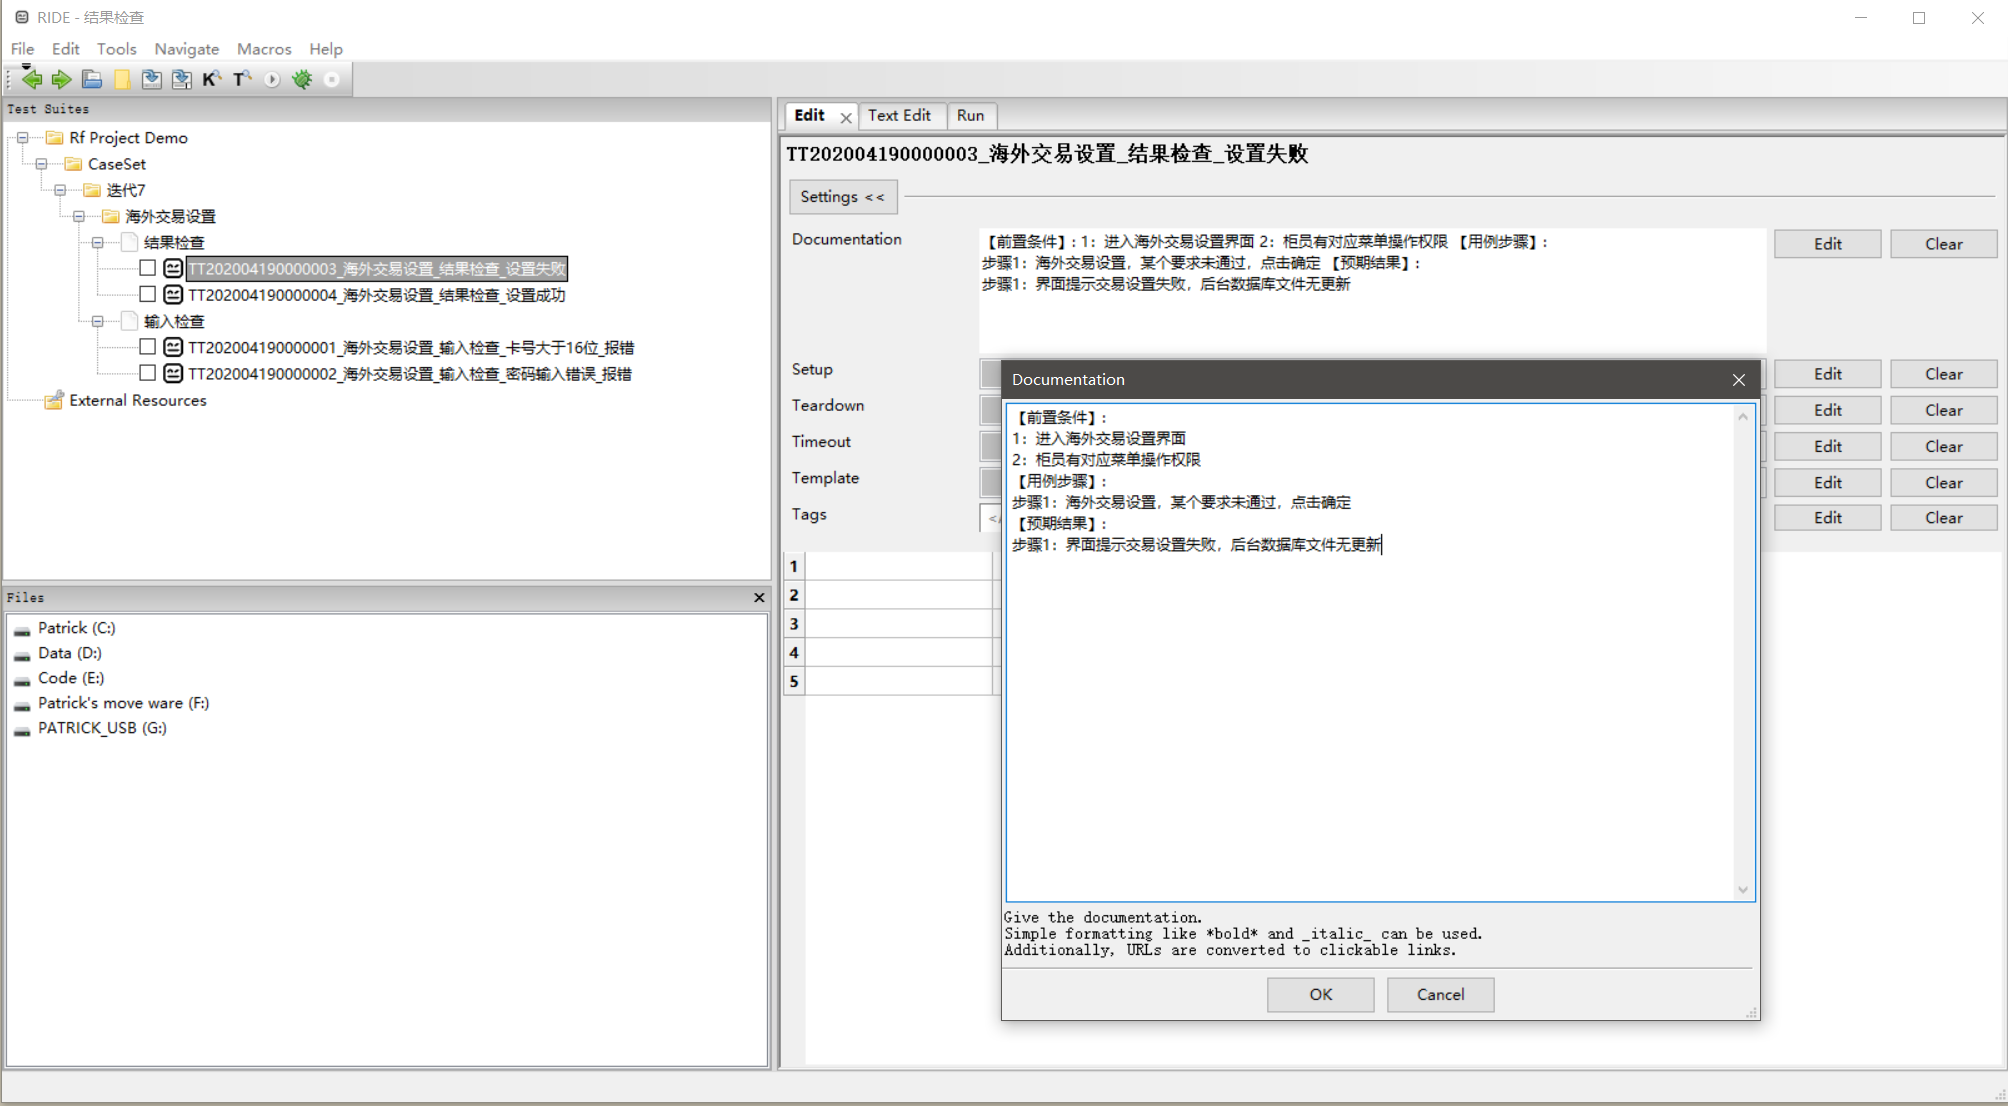 RIDE - 结果检查
File Edit Tools Navigate Macros Help
Test Suites
Rf Project Demo
CaseSet
迭代7
海外交易设置
结果检查
TT202004190000003_海外交易设置_结果检查_设置失败
TT202004190000004_海外交易设置_结果检查_设置成功
输入检查
TT202004190000001_海外交易设置_输入检查_卡号大于16位_报错
TT202004190000002_海外交易设置_输入检查_密码输入错误_报错
External Resources
Files
Patrick (C:)
Data (D:)
Code (E:)
Patrick's move ware (F:)
PATRICK_USB (G:)
Edit Text Edit Run
TT202004190000003_海外交易设置_结果检查_设置失败
Settings <<
Documentation
【前置条件】: 1：进入海外交易设置界面 2：柜员有对应菜单操作权限 【用例步骤】:
步骤1：海外交易设置，某个要求未通过，点击确定 【预期结果】:
步骤1：界面提示交易设置失败，后台数据库文件无更新
Edit Clear
Setup
Edit Clear
Teardown
Edit Clear
Timeout
Edit Clear
Template
Edit Clear
Tags
Edit Clear
1
2
3
4
5
Documentation
【前置条件】:
1：进入海外交易设置界面
2：柜员有对应菜单操作权限
【用例步骤】:
步骤1：海外交易设置，某个要求未通过，点击确定
【预期结果】:
步骤1：界面提示交易设置失败，后台数据库文件无更新
Give the documentation.
Simple formatting like *bold* and _italic_ can be used.
Additionally, URLs are converted to clickable links.
OK Cancel